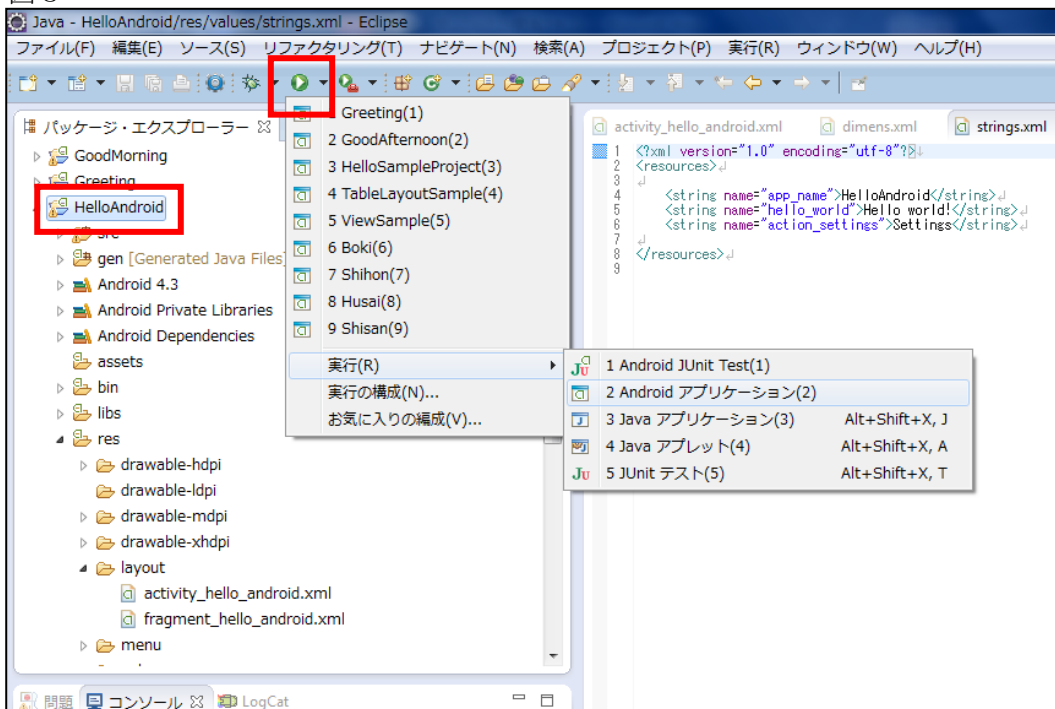 Java - HelloAndroid/res/values/strings.xml - Eclipse
ファイル(F) 編集(E) ソース(S) リファクタリング(T) ナビゲート(N) 検索(A) プロジェクト(P) 実行(R) ウィンドウ(W) ヘルプ(H)
パッケージ・エクスプローラー
GoodMorning
Greeting
HelloAndroid
src
gen [Generated Java Files]
Android 4.3
Android Private Libraries
Android Dependencies
assets
bin
libs
res
drawable-hdpi
drawable-ldpi
drawable-mdpi
drawable-xhdpi
layout
activity_hello_android.xml
fragment_hello_android.xml
menu
Greeting(1)
2 GoodAfternoon(2)
3 HelloSampleProject(3)
4 TableLayoutSample(4)
5 ViewSample(5)
6 Boki(6)
7 Shihon(7)
8 Husai(8)
9 Shisan(9)
実行(R)
実行の構成(N)...
お気に入りの編成(V)...
1 Android JUnit Test(1)
2 Android アプリケーション(2)
3 Java アプリケーション(3) Alt+Shift+X, J
4 Java アプレット(4) Alt+Shift+X, A
5 JUnit テスト(5) Alt+Shift+X, T
activity_hello_android.xml dimens.xml strings.xml
1 <?xml version="1.0" encoding="utf-8"?>
2 <resources>
3
4 <string name="app_name">HelloAndroid</string>
5 <string name="hello_world">Hello world!</string>
6 <string name="action_settings">Settings</string>
7
8 </resources>
9
問題 コンソール LogCat